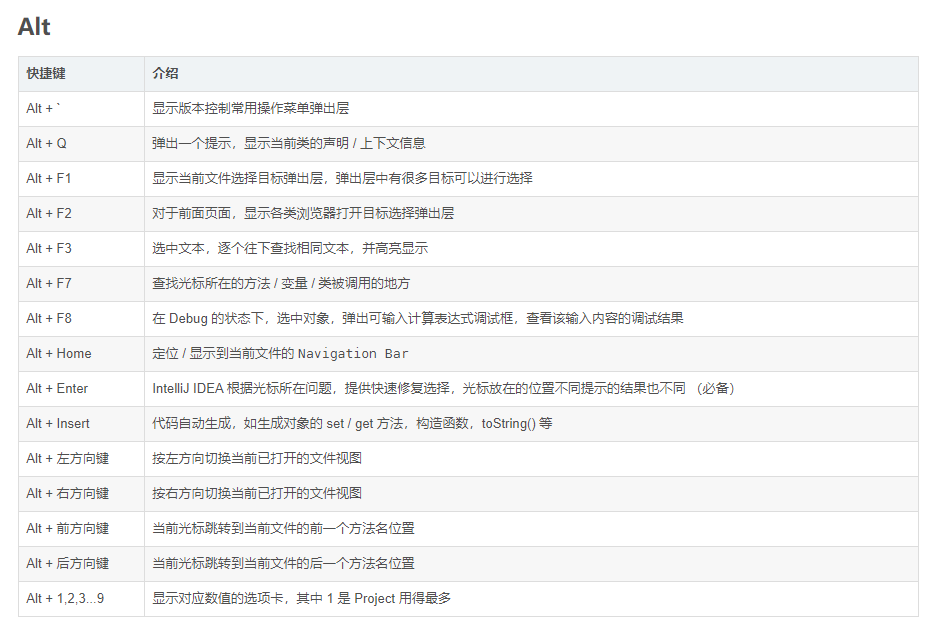 Alt
快捷键 介绍
Alt + ` 显示版本控制常用操作菜单弹出层
Alt + Q 弹出一个提示，显示当前类的声明 / 上下文信息
Alt + F1 显示当前文件选择目标弹出层，弹出层中有很多目标可以进行选择
Alt + F2 对于前面页面，显示各类浏览器打开目标选择弹出层
Alt + F3 选中文本，逐个往下查找相同文本，并高亮显示
Alt + F7 查找光标所在的方法 / 变量 / 类被调用的地方
Alt + F8 在 Debug 的状态下，选中对象，弹出可输入计算表达式调试框，查看该输入内容的调试结果
Alt + Home 定位 / 显示到当前文件的 Navigation Bar
Alt + Enter IntelliJ IDEA 根据光标所在问题，提供快速修复选择，光标放在的位置不同提示的结果也不同 （必备）
Alt + Insert 代码自动生成，如生成对象的 set / get 方法，构造函数，toString() 等
Alt + 左方向键 按左方向切换当前已打开的文件视图
Alt + 右方向键 按右方向切换当前已打开的文件视图
Alt + 前方向键 当前光标跳转到当前文件的前一个方法名位置
Alt + 后方向键 当前光标跳转到当前文件的后一个方法名位置
Alt + 1,2,3...9 显示对应数值的选项卡，其中 1 是 Project 用得最多